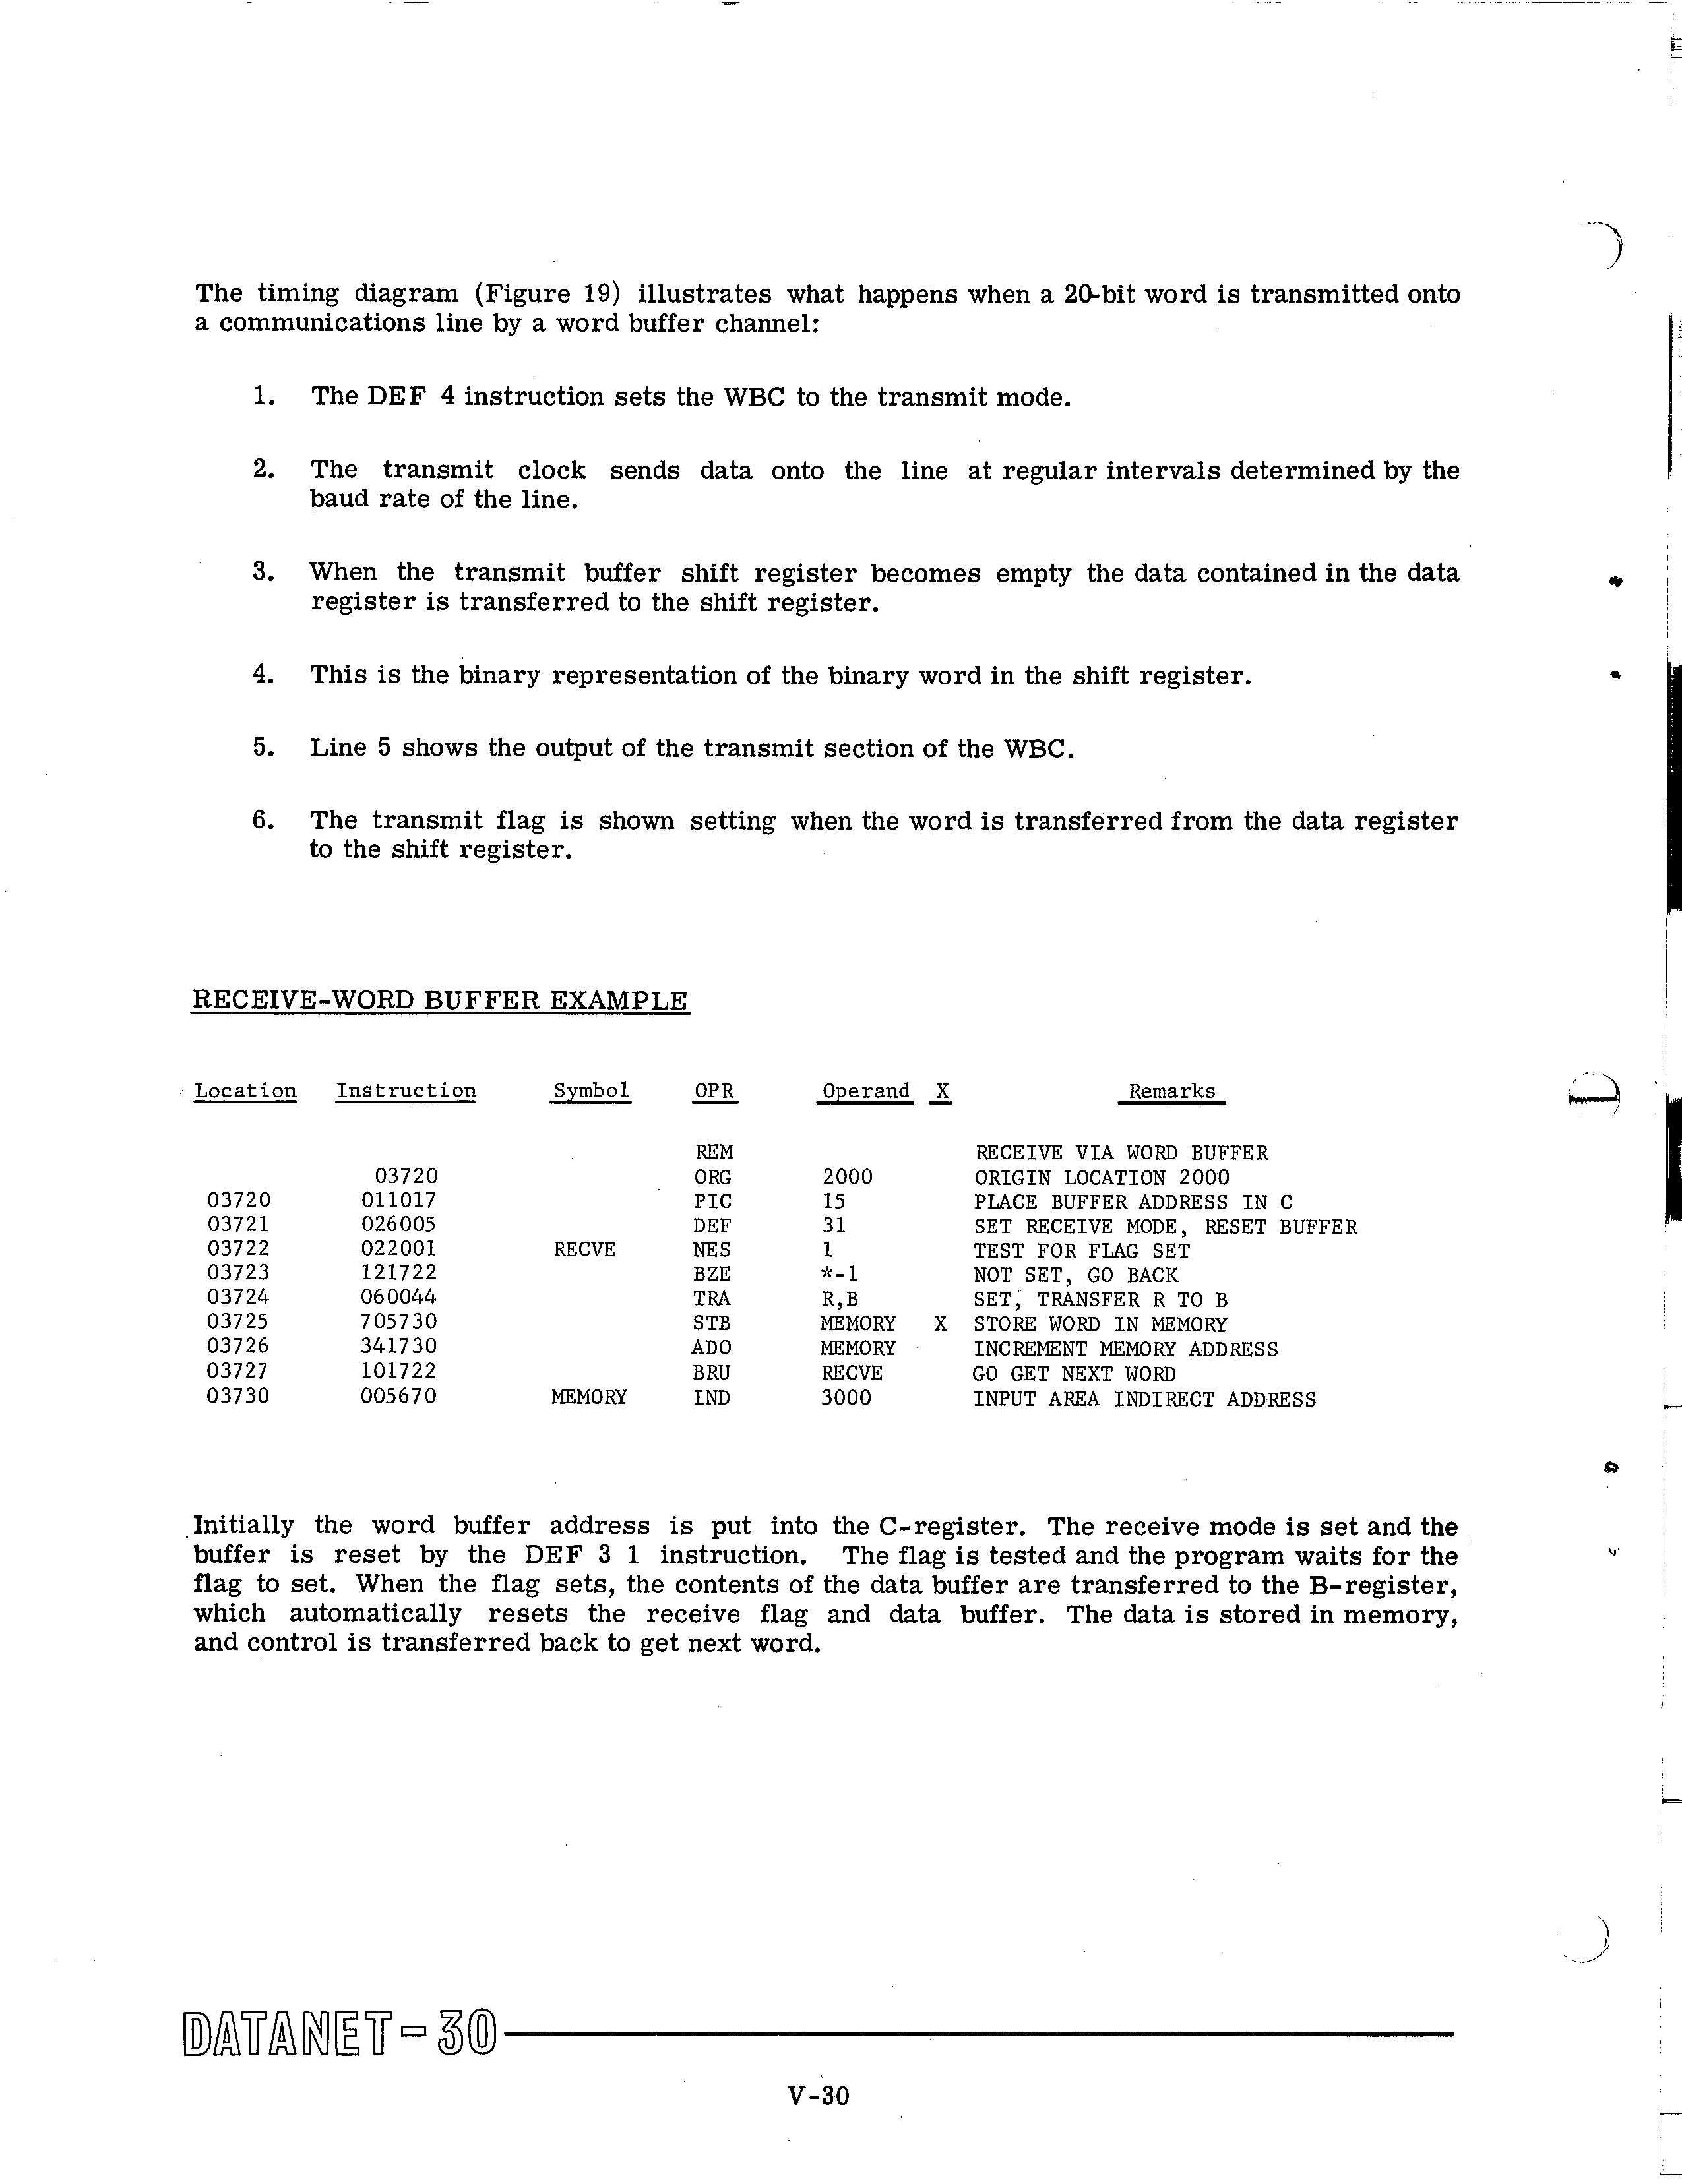 The timing diagram (Figure 19) illustrates what happens when a 20-bit word is transmitted onto
a communications line by a word buffer channel:
1. The DEF 4 instruction sets the WBC to the transmit mode.
2. The transmit clock sends data onto the line at regular intervals determined by the
baud rate of the line.
3. When the transmit buffer shift register becomes empty the data contained in the data
register is transferred to the shift register.
4. This is the binary representation of the binary word in the shift register.
5. Line 5 shows the output of the transmit section of the WBC.
6. The transmit flag is shown setting when the word is transferred from the data register
to the shift register.
RECEIVE-WORD BUFFER EXAMPLE
Location Instruction Symbol OPR Operand X Remarks
REM RECEIVE VIA WORD BUFFER
03720 ORG 2000 ORIGIN LOCATION 2000
03720 011017 PIC 15 PLACE BUFFER ADDRESS IN C
03721 026005 DEF 31 SET RECEIVE MODE, RESET BUFFER
03722 022001 RECVE NES 1 TEST FOR FLAG SET
03723 121722 BZE *-1 NOT SET, GO BACK
03724 060044 TRA R,B SET, TRANSFER R TO B
03725 705730 STB MEMORY X STORE WORD IN MEMORY
03726 341730 ADO MEMORY INCREMENT MEMORY ADDRESS
03727 101722 BRU RECVE GO GET NEXT WORD
03730 005670 MEMORY IND 3000 INPUT AREA INDIRECT ADDRESS
Initially the word buffer address is put into the C-register. The receive mode is set and the
buffer is reset by the DEF 3 1 instruction. The flag is tested and the program waits for the
flag to set. When the flag sets, the contents of the data buffer are transferred to the B-register,
which automatically resets the receive flag and data buffer. The data is stored in memory,
and control is transferred back to get next word.
DATANET-30
V-30